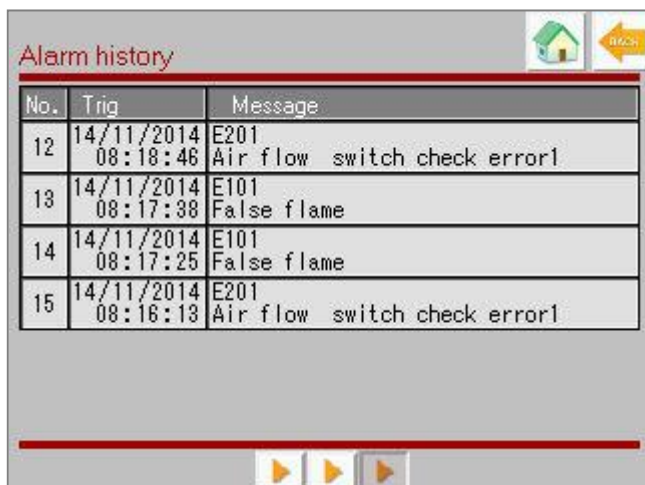 Alarm history
BACK
No. Trig Message
12 14/11/2014 E201
08:18:46 Air flow switch check error1
13 14/11/2014 E101
08:17:38 False flame
14 14/11/2014 E101
08:17:25 False flame
15 14/11/2014 E201
08:16:13 Air flow switch check error1